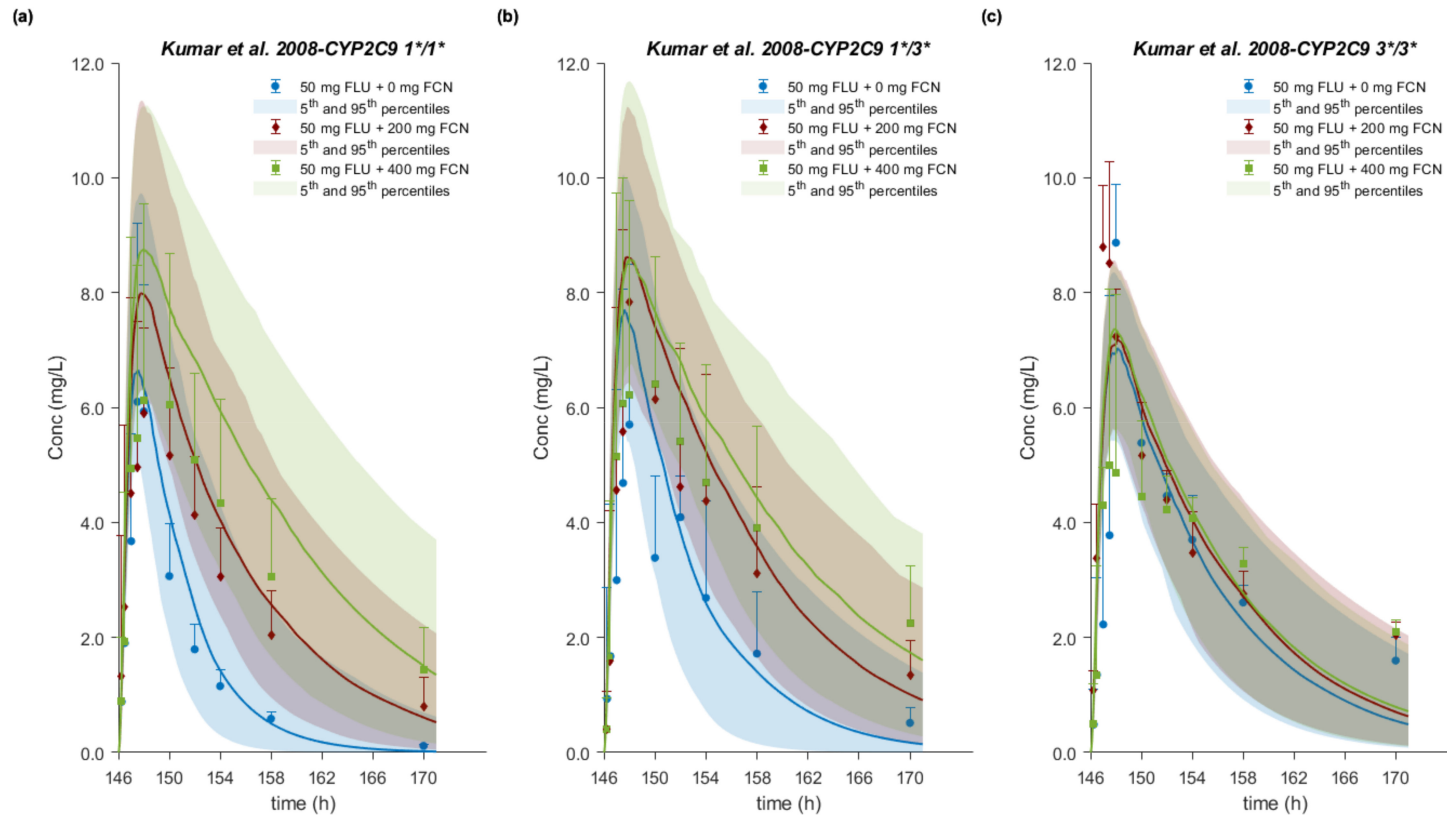 (a)
Kumar et al. 2008-CYP2C9 1*/1*
12.0
10.0
8.0
6.0
4.0
2.0
0.0
Conc (mg/L)
50 mg FLU + 0 mg FCN
5th and 95th percentiles
50 mg FLU + 200 mg FCN
5th and 95th percentiles
50 mg FLU + 400 mg FCN
5th and 95th percentiles
146 150 154 158 162 166 170
time (h)
(b)
Kumar et al. 2008-CYP2C9 1*/3*
12.0
10.0
8.0
6.0
4.0
2.0
0.0
Conc (mg/L)
50 mg FLU + 0 mg FCN
5th and 95th percentiles
50 mg FLU + 200 mg FCN
5th and 95th percentiles
50 mg FLU + 400 mg FCN
5th and 95th percentiles
146 150 154 158 162 166 170
time (h)
(c)
Kumar et al. 2008-CYP2C9 3*/3*
12.0
10.0
8.0
6.0
4.0
2.0
0.0
Conc (mg/L)
50 mg FLU + 0 mg FCN
5th and 95th percentiles
50 mg FLU + 200 mg FCN
5th and 95th percentiles
50 mg FLU + 400 mg FCN
5th and 95th percentiles
146 150 154 158 162 166 170
time (h)